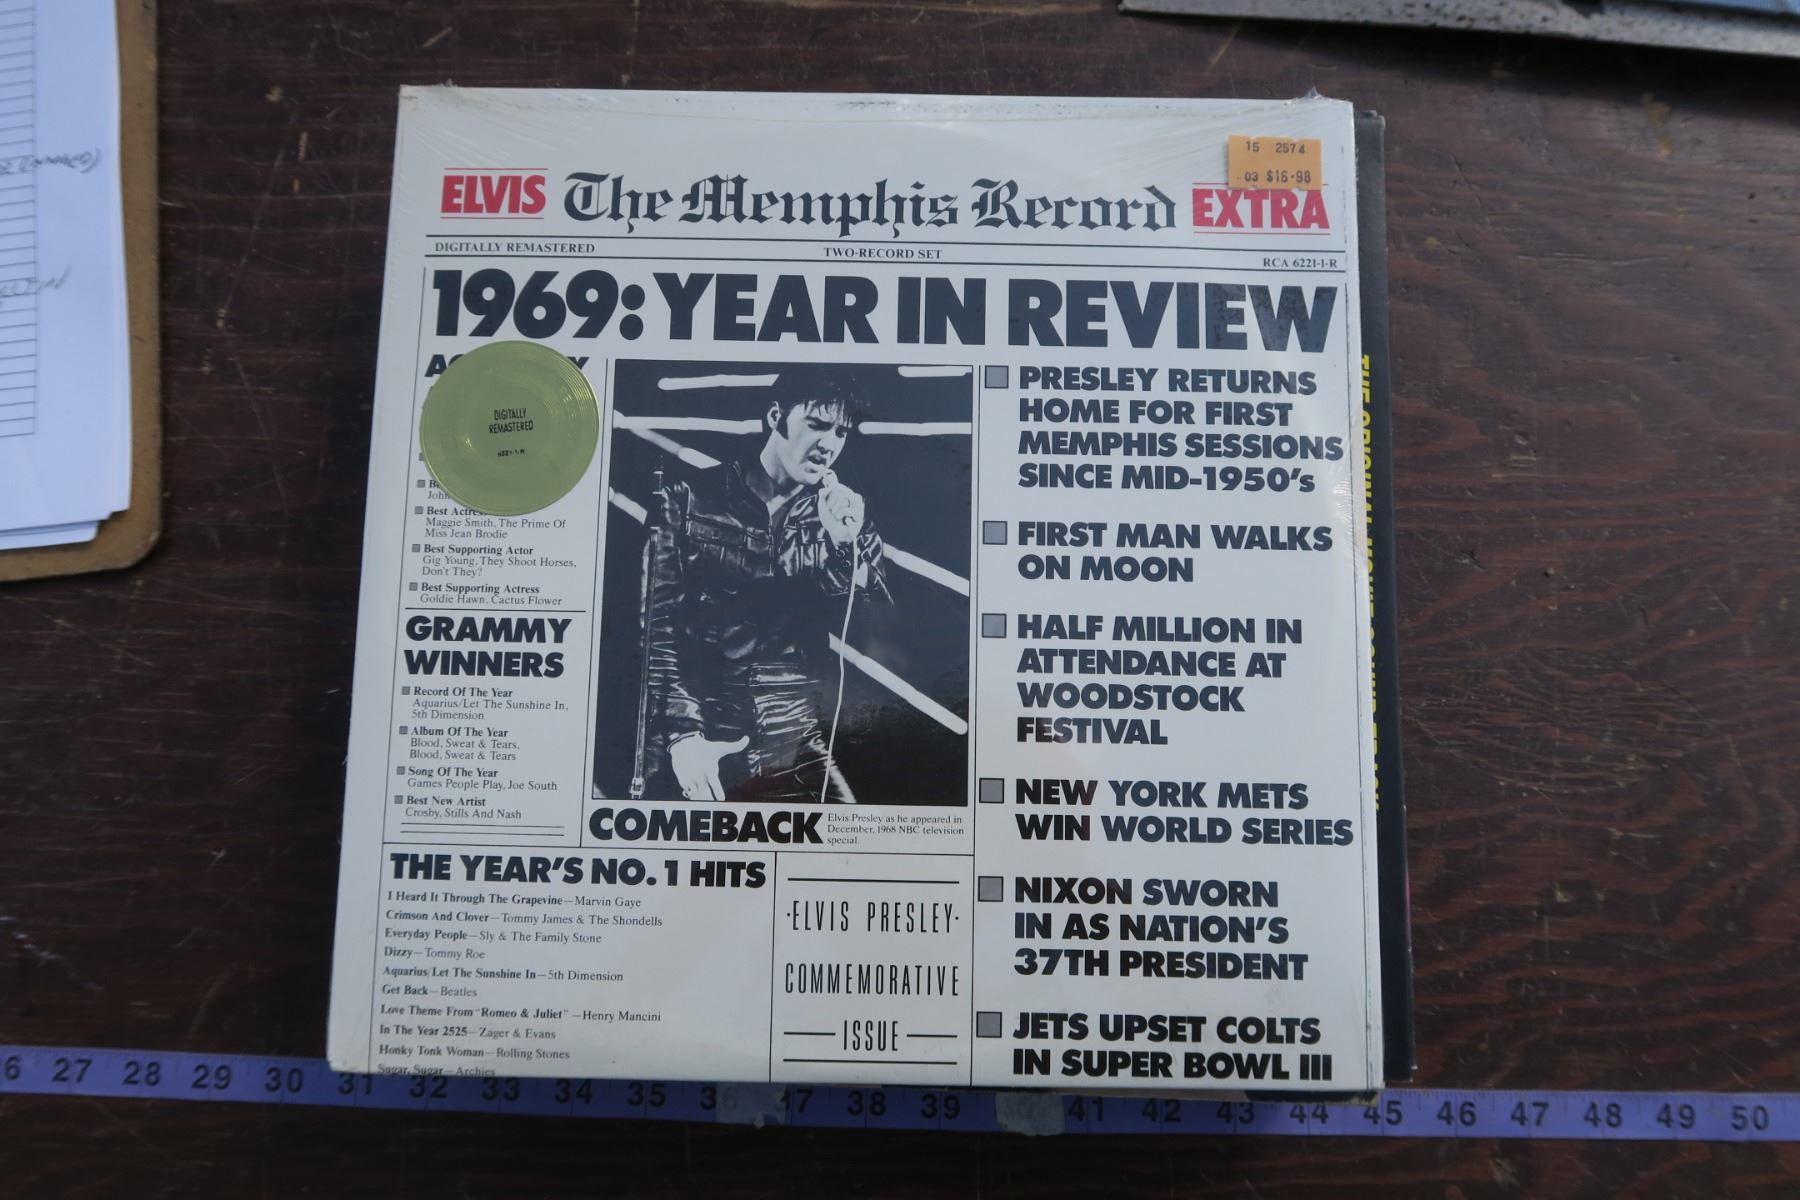 15 2574
03 $16.98
ELVIS The Memphis Record EXTRA
DIGITALLY REMASTERED TWO-RECORD SET RCA 6221-1-R
1969: YEAR IN REVIEW
DIGITALLY
REMASTERED
6221-1-R
Best Actress
Maggie Smith, The Prime Of
Miss Jean Brodie
Best Supporting Actor
Gig Young, They Shoot Horses,
Don't They?
Best Supporting Actress
Goldie Hawn, Cactus Flower
GRAMMY
WINNERS
Record Of The Year
Aquarius/Let The Sunshine In,
5th Dimension
Album Of The Year
Blood, Sweat & Tears,
Blood, Sweat & Tears
Song Of The Year
Games People Play, Joe South
Best New Artist
Crosby, Stills And Nash
COMEBACK
Elvis Presley as he appeared in
December, 1968 NBC television
special.
PRESLEY RETURNS
HOME FOR FIRST
MEMPHIS SESSIONS
SINCE MID-1950's
FIRST MAN WALKS
ON MOON
HALF MILLION IN
ATTENDANCE AT
WOODSTOCK
FESTIVAL
NEW YORK METS
WIN WORLD SERIES
NIXON SWORN
IN AS NATION'S
37TH PRESIDENT
JETS UPSET COLTS
IN SUPER BOWL III
THE YEAR'S NO. 1 HITS
I Heard It Through The Grapevine—Marvin Gaye
Crimson And Clover—Tommy James & The Shondells
Everyday People—Sly & The Family Stone
Dizzy—Tommy Roe
Aquarius/Let The Sunshine In—5th Dimension
Get Back—Beatles
Love Theme From "Romeo & Juliet"—Henry Mancini
In The Year 2525—Zager & Evans
Honky Tonk Woman—Rolling Stones
Sugar, Sugar—Archies
·ELVIS PRESLEY·
COMMEMORATIVE
ISSUE
THE ORIGINAL
27 28 29 30 31 32 33 34 35 37 38 39 41 42 43 44 45 46 47 48 49 50